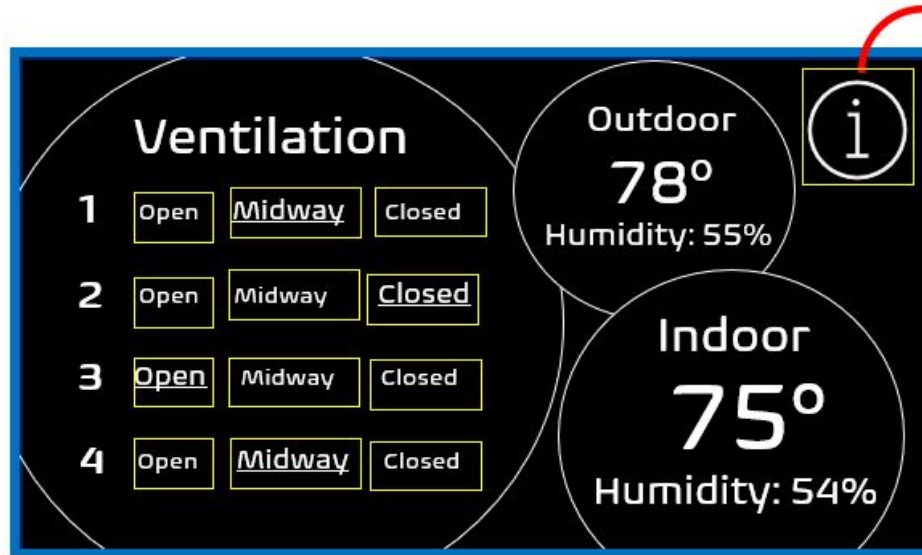 Ventilation
1 Open Midway Closed
2 Open Midway Closed
3 Open Midway Closed
4 Open Midway Closed
Outdoor
78°
Humidity: 55%
i
Indoor
75°
Humidity: 54%